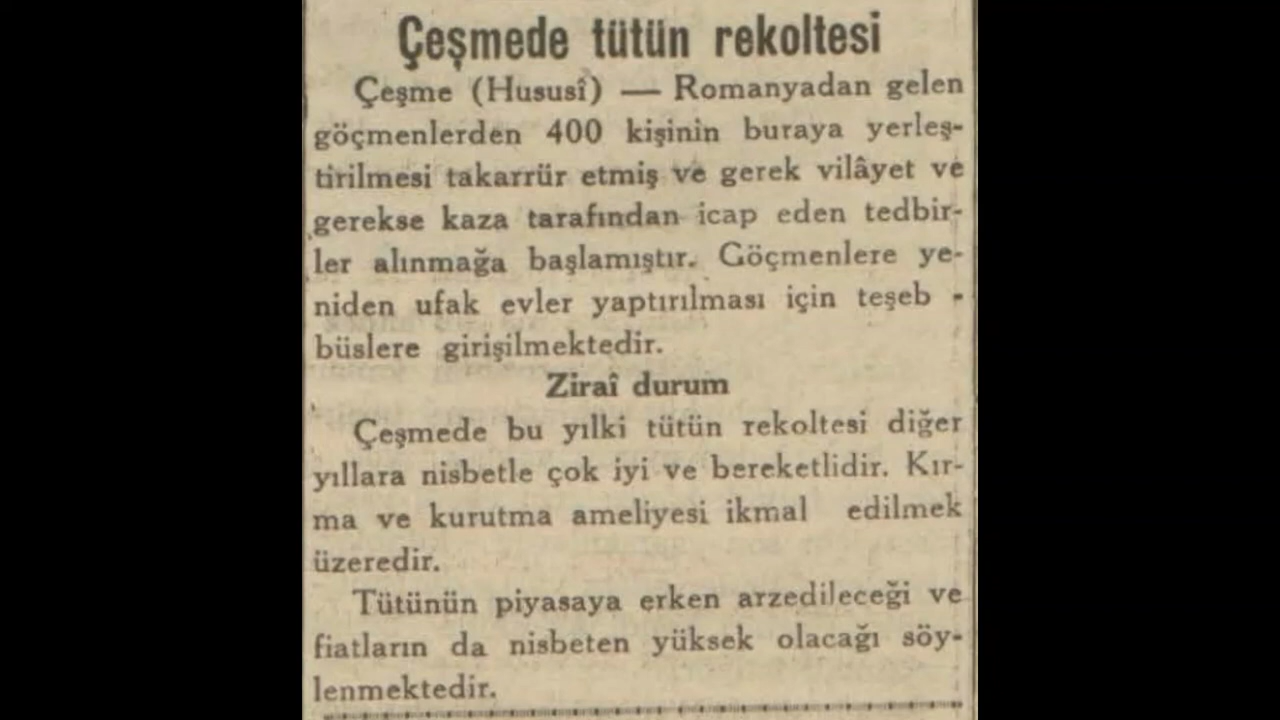 Çeşmede tütün rekoltesi
Çeşme (Hususî) — Romanyadan gelen
göçmenlerden 400 kişinin buraya yerleş-
tirilmesi takarrür etmiş ve gerek vilâyet ve
gerekse kaza tarafından icap eden tedbir-
ler alınmağa başlamıştır. Göçmenlere ye-
niden ufak evler yaptırılması için teşeb -
büslere girişilmektedir.
Ziraî durum
Çeşmede bu yılki tütün rekoltesi diğer
yıllara nisbetle çok iyi ve bereketlidir. Kır-
ma ve kurutma ameliyesi ikmal edilmek
üzeredir.
Tütünün piyasaya erken arzedileceği ve
fiatların da nisbeten yüksek olacağı söy-
lenmektedir.